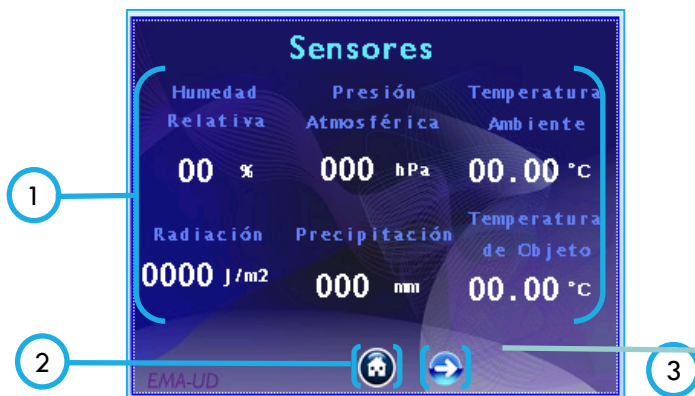 Sensores
Humedad Relativa
00 %
Presión Atmosférica
000 hPa
Temperatura Ambiente
00.00 °C
Radiación
0000 J/m2
Precipitación
000 mm
Temperatura de Objeto
00.00 °C
EMA-UD
1
2
3